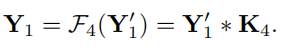 Y₁ = ℱ₄(Y′₁) = Y′₁ ∗ K₄.